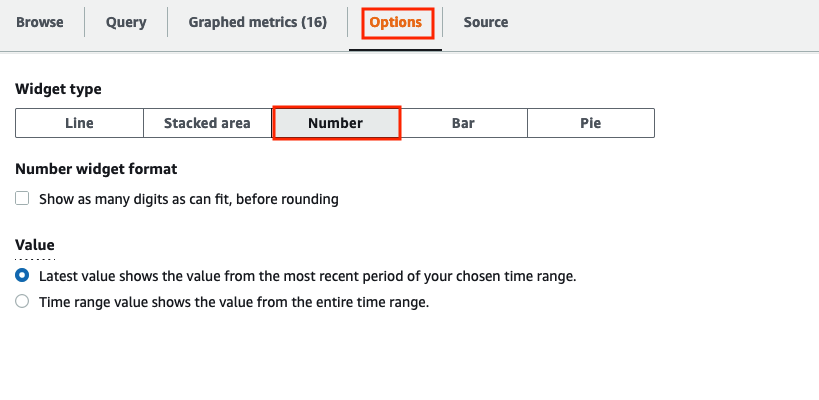 Browse Query Graphed metrics (16) Options Source
Widget type
Line Stacked area Number Bar Pie
Number widget format
Show as many digits as can fit, before rounding
Value
Latest value shows the value from the most recent period of your chosen time range.
Time range value shows the value from the entire time range.